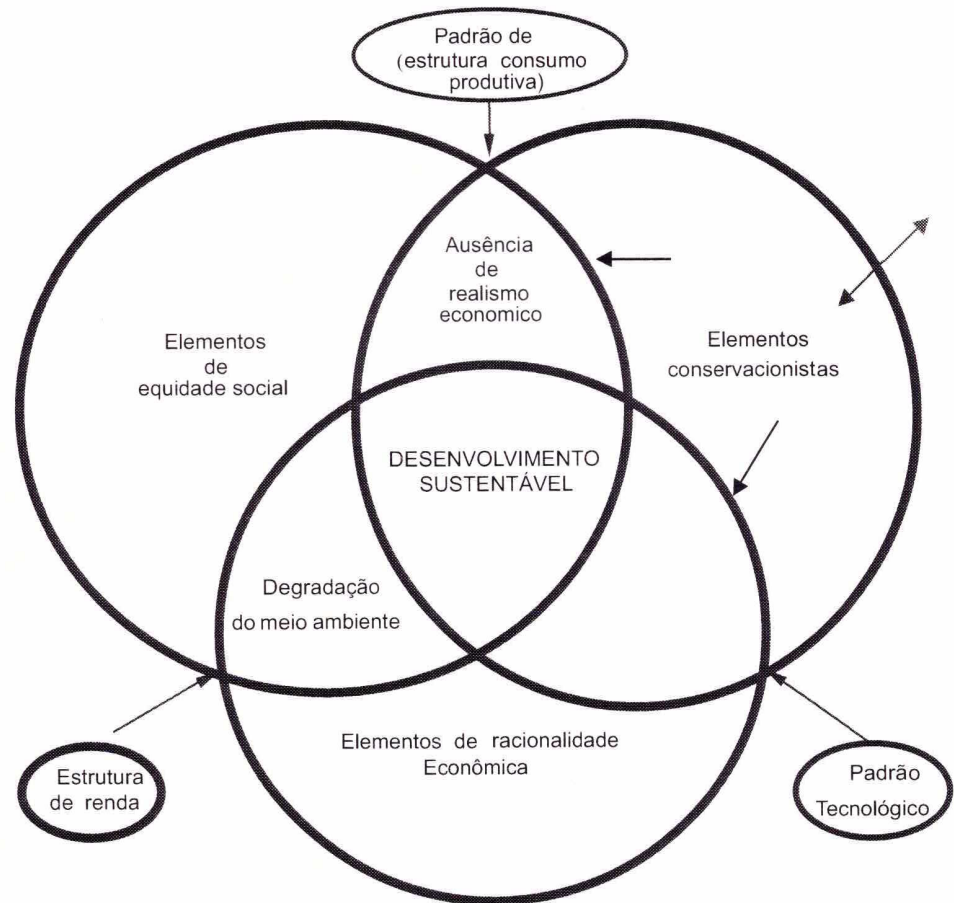 Padrão de
(estrutura consumo
produtiva)
Ausência
de
realismo
economico
Elementos
de
equidade social
Elementos
conservacionistas
DESENVOLVIMENTO
SUSTENTÁVEL
Degradação
do meio ambiente
Elementos de racionalidade
Econômica
Estrutura
de renda
Padrão
Tecnológico